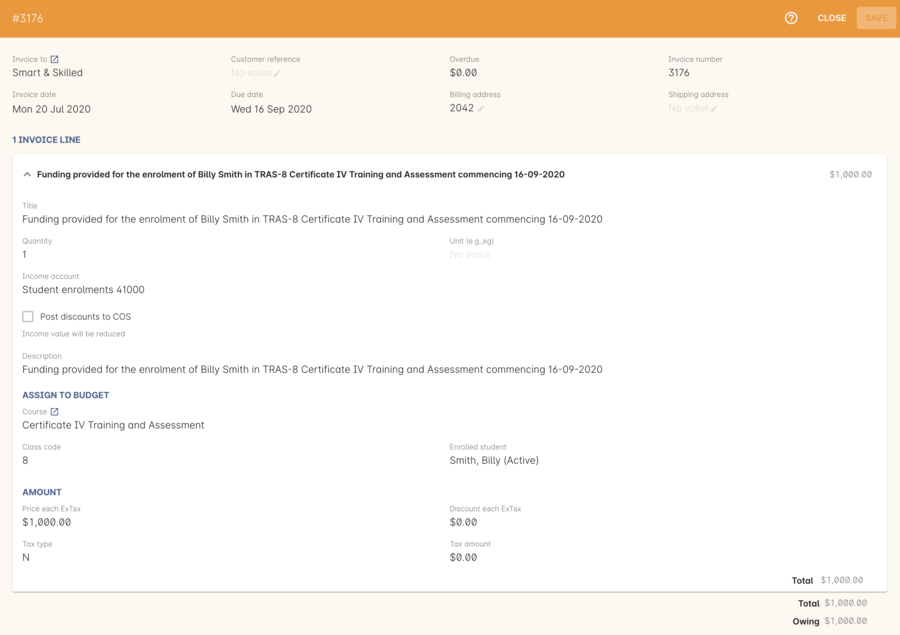 #3176
CLOSE
SAVE
Invoice to
Customer reference
Overdue
Invoice number
Smart & Skilled
No value
$0.00
3176
Invoice date
Due date
Billing address
Shipping address
Mon 20 Jul 2020
Wed 16 Sep 2020
2042
No value
1 INVOICE LINE
Funding provided for the enrolment of Billy Smith in TRAS-8 Certificate IV Training and Assessment commencing 16-09-2020
$1,000.00
Title
Funding provided for the enrolment of Billy Smith in TRAS-8 Certificate IV Training and Assessment commencing 16-09-2020
Quantity
Unit (e.g.,kg)
1
No value
Income account
Student enrolments 41000
Post discounts to COS
Income value will be reduced
Description
Funding provided for the enrolment of Billy Smith in TRAS-8 Certificate IV Training and Assessment commencing 16-09-2020
ASSIGN TO BUDGET
Course
Certificate IV Training and Assessment
Class code
Enrolled student
8
Smith, Billy (Active)
AMOUNT
Price each ExTax
Discount each ExTax
$1,000.00
$0.00
Tax type
Tax amount
N
$0.00
Total $1,000.00
Total $1,000.00
Owing $1,000.00